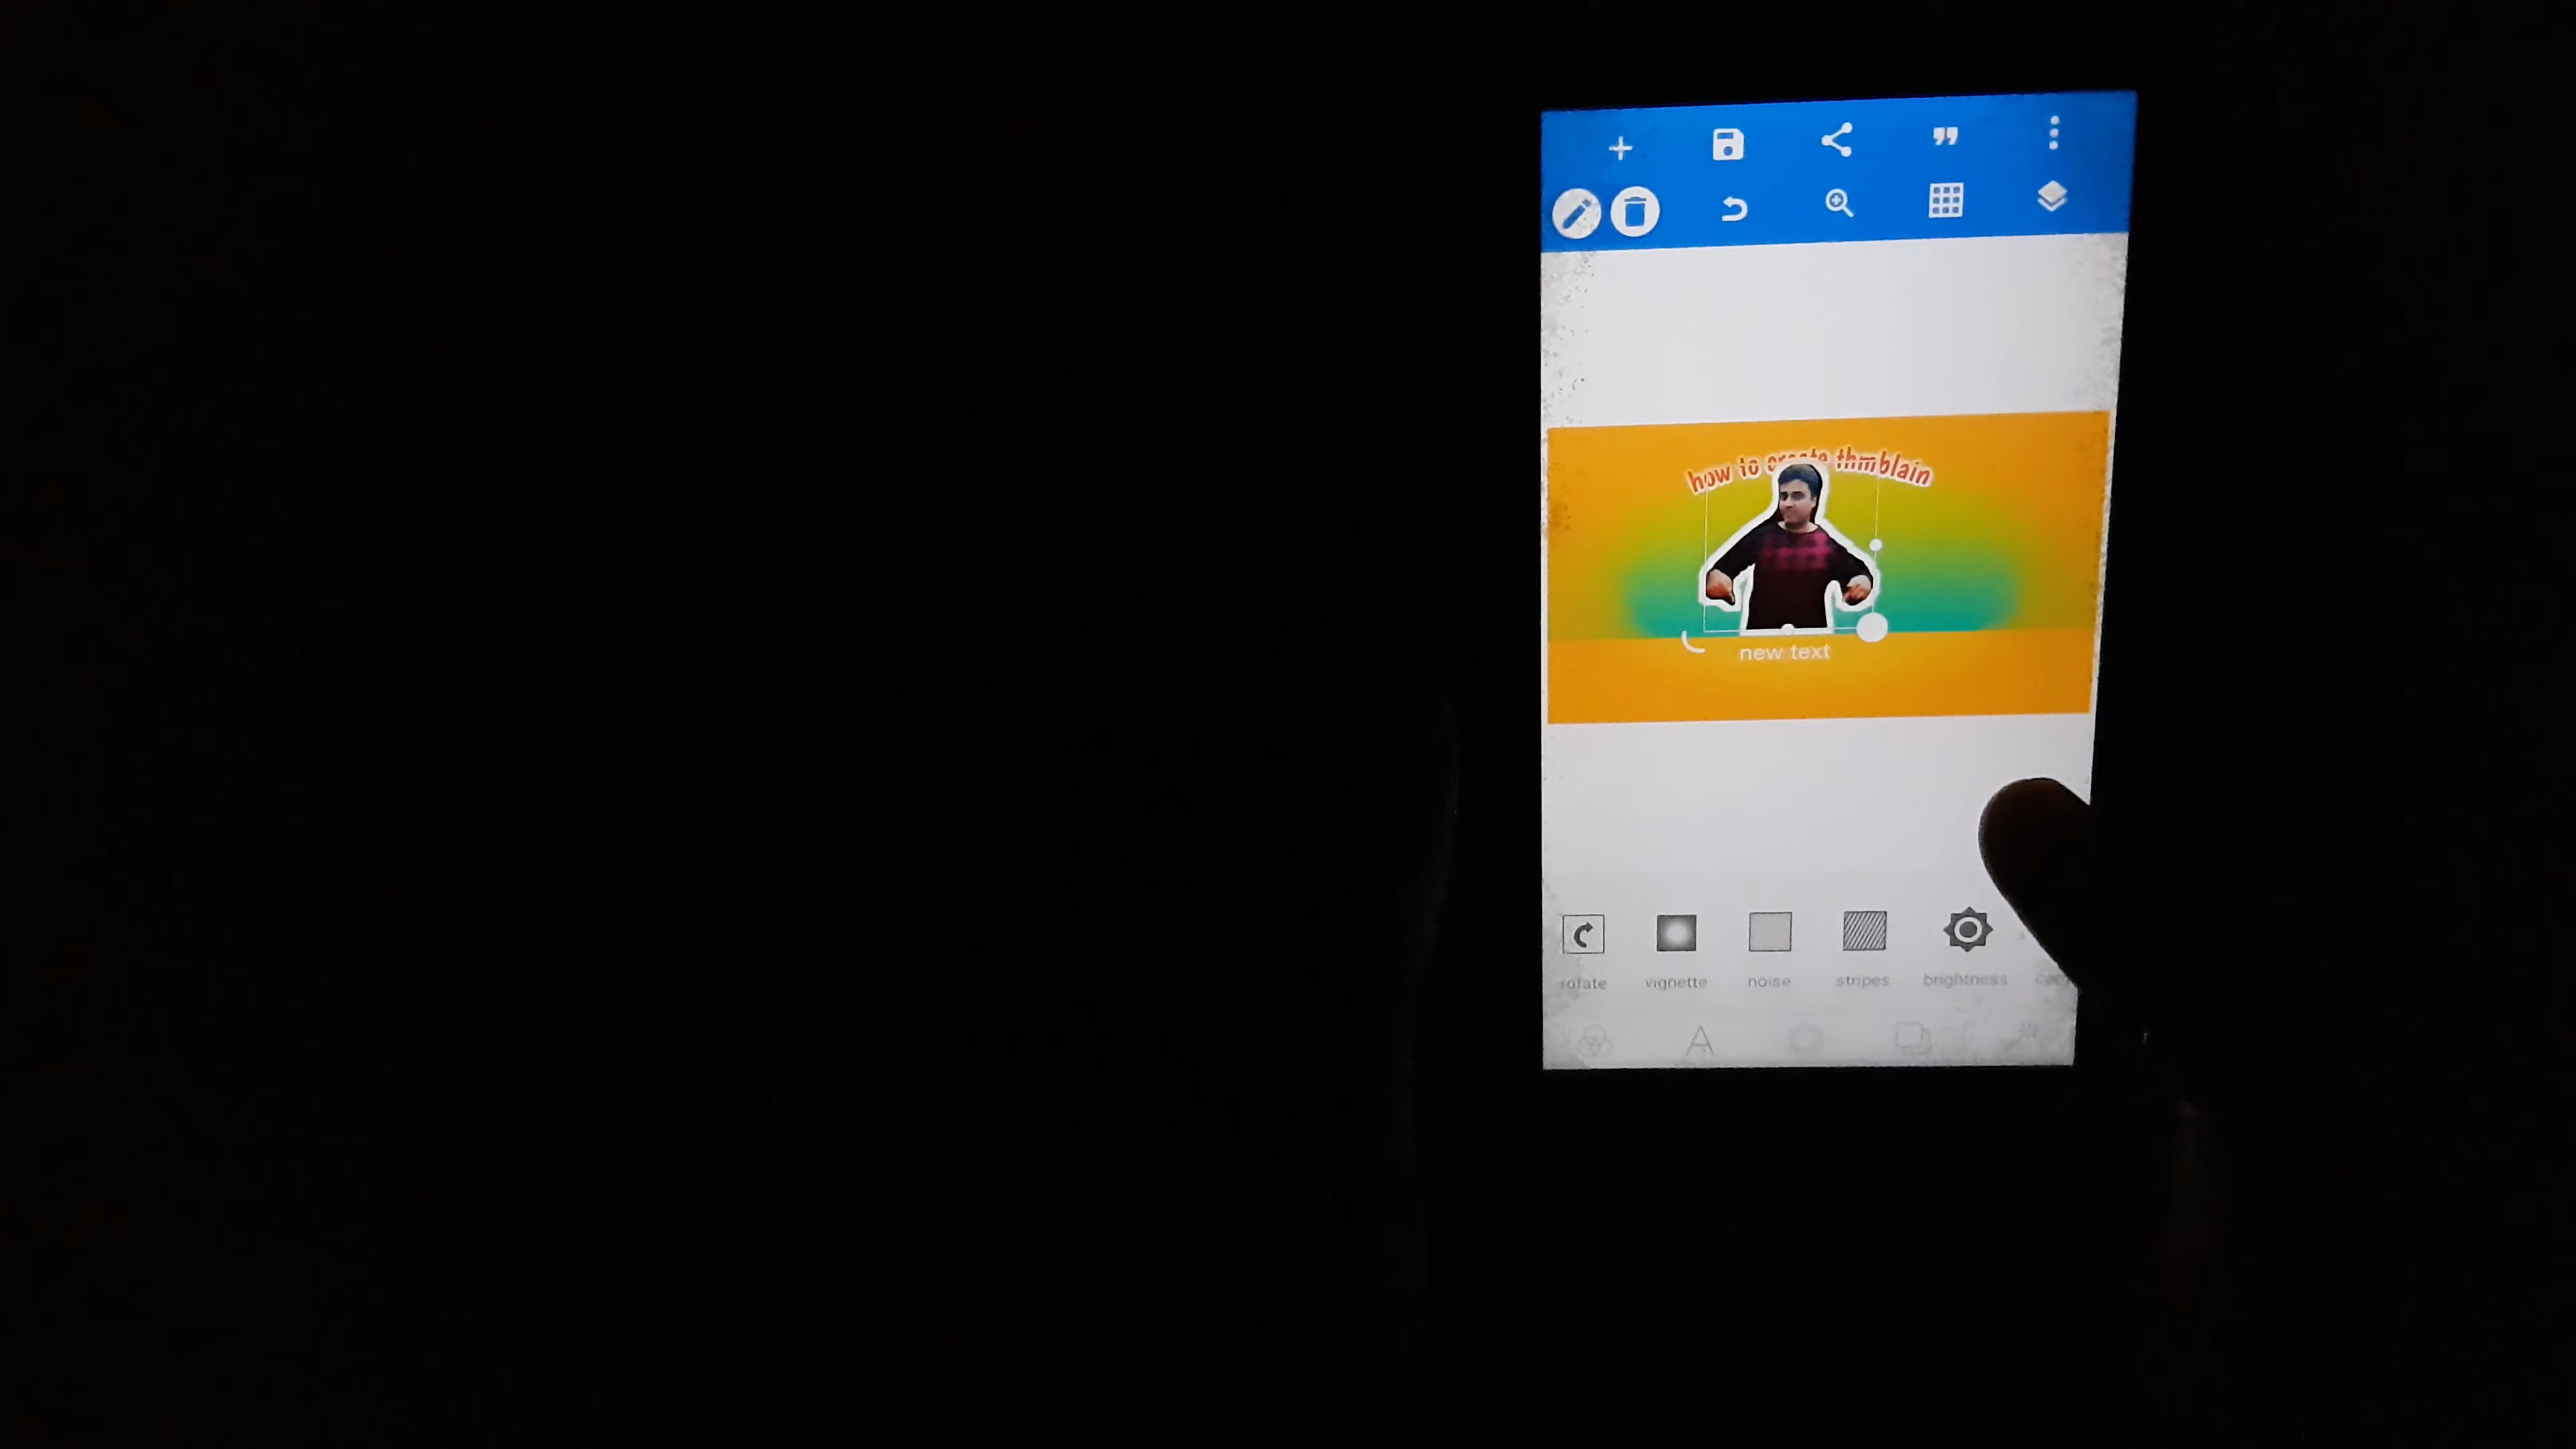 how to create thmblain
new text
rotate vignette noise stripes brightness